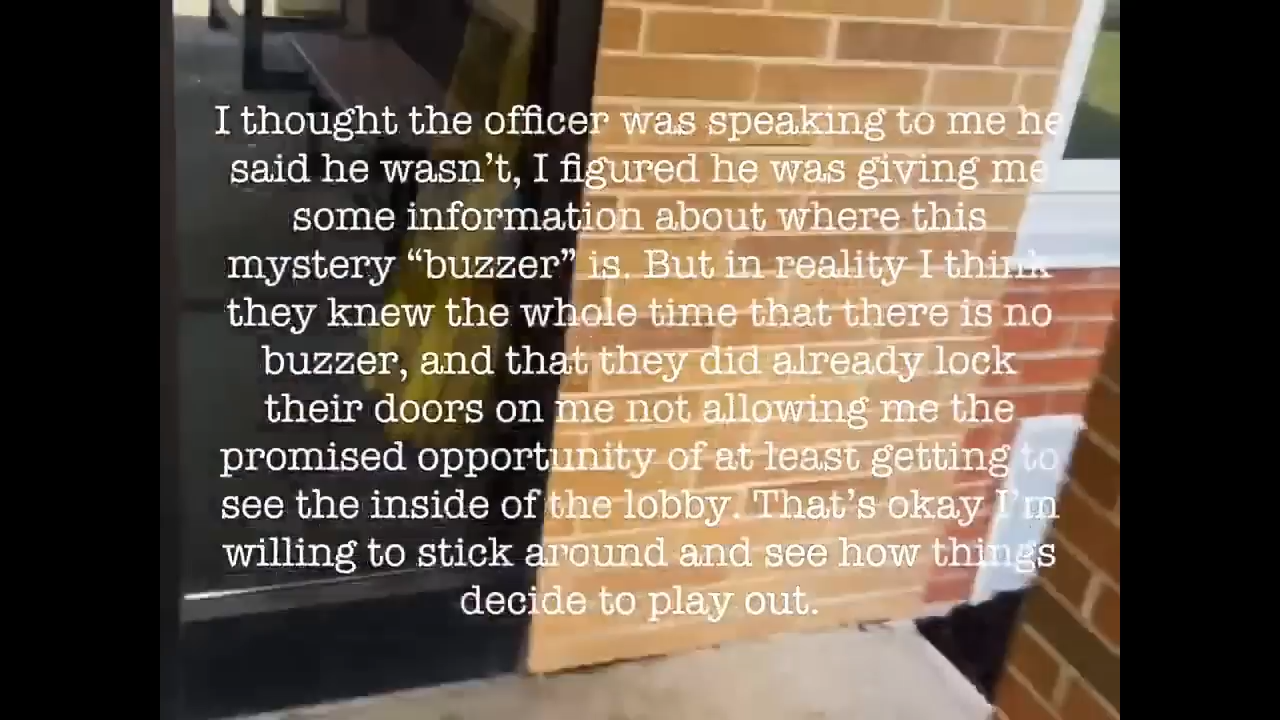 I thought the officer was speaking to me he
said he wasn’t, I figured he was giving me
some information about where this
mystery “buzzer” is. But in reality I think
they knew the whole time that there is no
buzzer, and that they did already lock
their doors on me not allowing me the
promised opportunity of at least getting to
see the inside of the lobby. That’s okay I’m
willing to stick around and see how things
decide to play out.